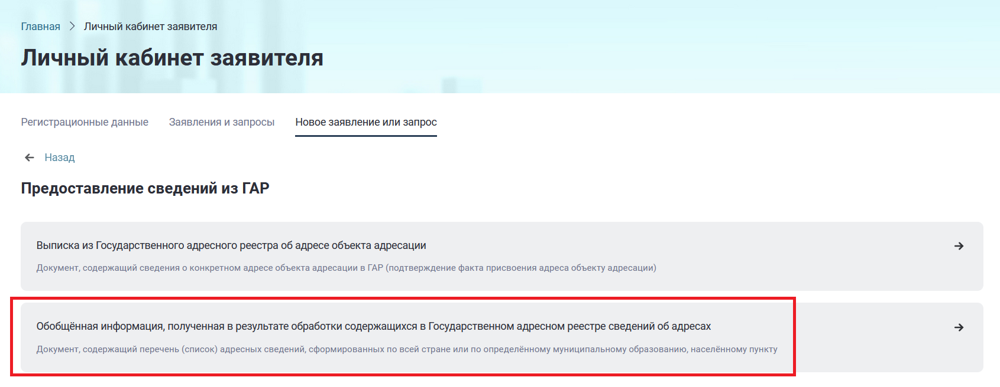 Главная > Личный кабинет заявителя
Личный кабинет заявителя
Регистрационные данные Заявления и запросы Новое заявление или запрос
← Назад
Предоставление сведений из ГАР
Выписка из Государственного адресного реестра об адресе объекта адресации →
Документ, содержащий сведения о конкретном адресе объекта адресации в ГАР (подтверждение факта присвоения адреса объекту адресации)
Обобщённая информация, полученная в результате обработки содержащихся в Государственном адресном реестре сведений об адресах →
Документ, содержащий перечень (список) адресных сведений, сформированных по всей стране или по определённому муниципальному образованию, населённому пункту